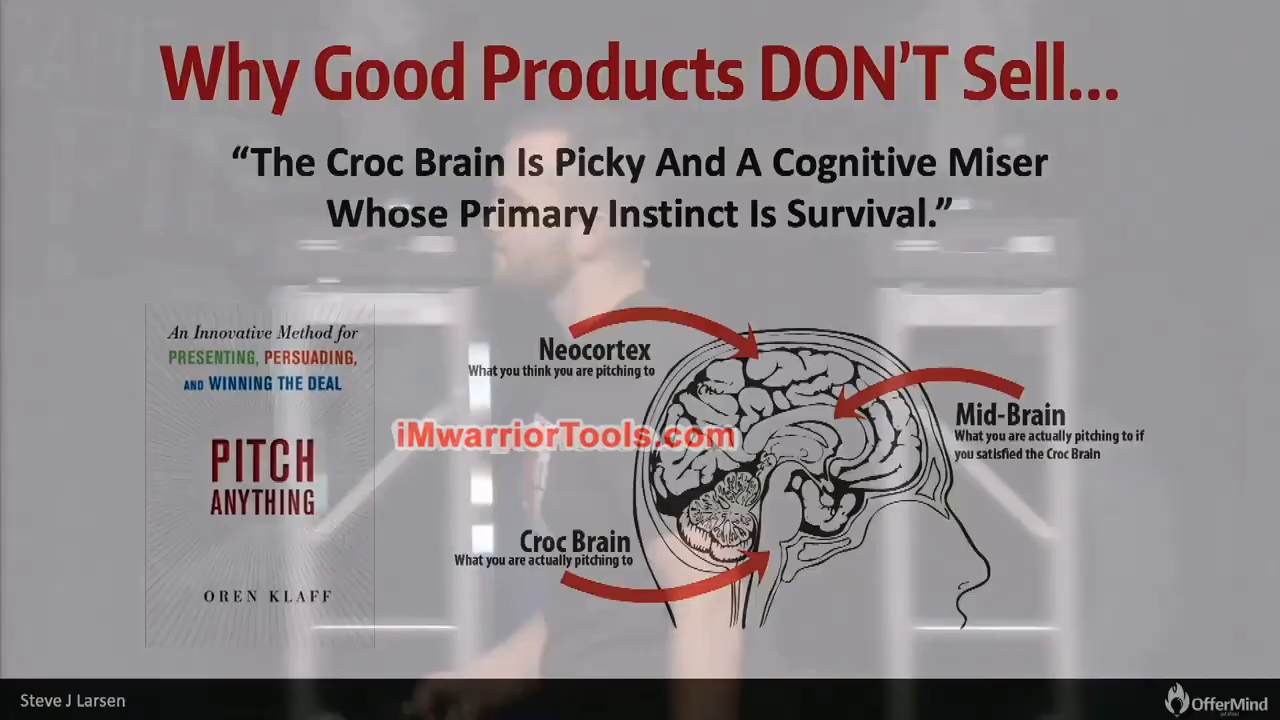 Why Good Products DON'T Sell...
“The Croc Brain Is Picky And A Cognitive Miser
Whose Primary Instinct Is Survival.”
An Innovative Method for
PRESENTING, PERSUADING,
AND WINNING THE DEAL
PITCH
ANYTHING
OREN KLAFF
Neocortex
What you think you are pitching to
Mid-Brain
What you are actually pitching to if
you satisfied the Croc Brain
iMwarriorTools.com
Croc Brain
What you are actually pitching to
Steve J Larsen
OfferMind